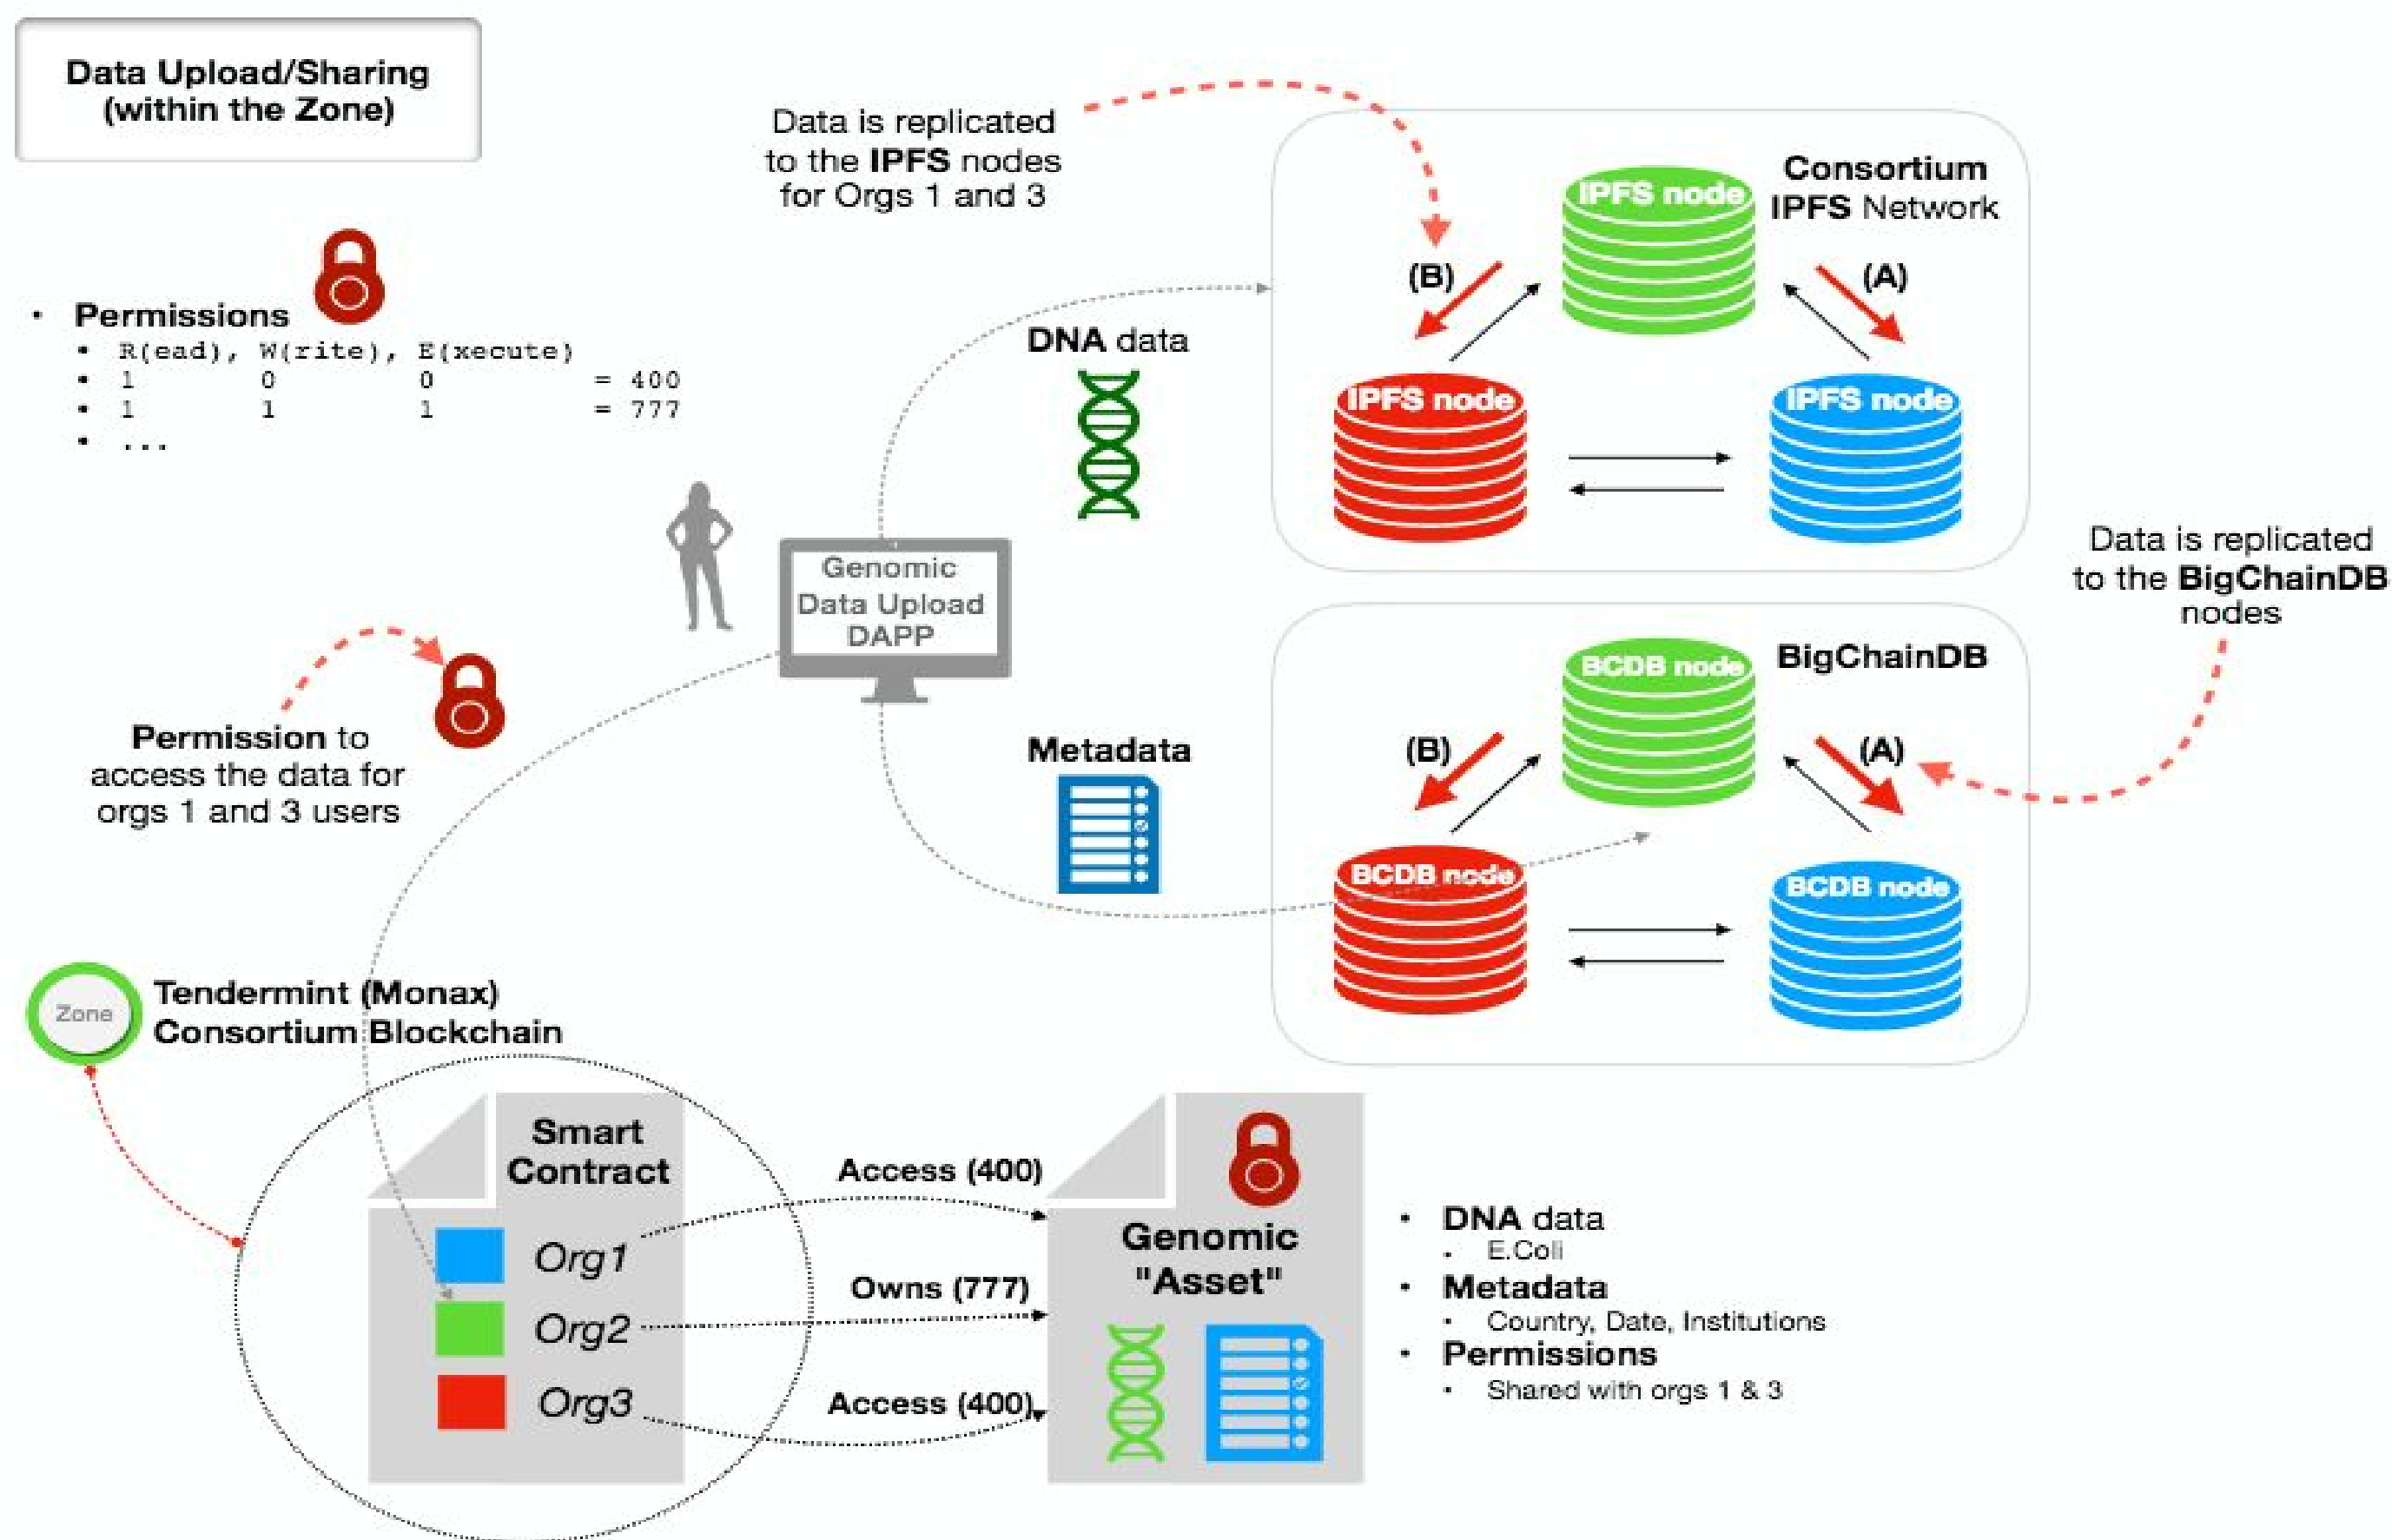 Data Upload/Sharing
(within the Zone)
Data is replicated
to the IPFS nodes
for Orgs 1 and 3
Consortium
IPFS Network
IPFS node
(B)
(A)
IPFS node
IPFS node
• Permissions
• R(ead), W(rite), E(xecute)
• 1 0 0 = 400
• 1 1 1 = 777
• ...
DNA data
Genomic
Data Upload
DAPP
Data is replicated
to the BigChainDB
nodes
BigChainDB
BCDB node
(B)
(A)
BCDB node
BCDB node
Metadata
Permission to
access the data for
orgs 1 and 3 users
Zone
Tendermint (Monax)
Consortium Blockchain
Smart
Contract
Org1
Org2
Org3
Access (400)
Owns (777)
Access (400)
Genomic
"Asset"
• DNA data
• E.Coli
• Metadata
• Country, Date, Institutions
• Permissions
• Shared with orgs 1 & 3